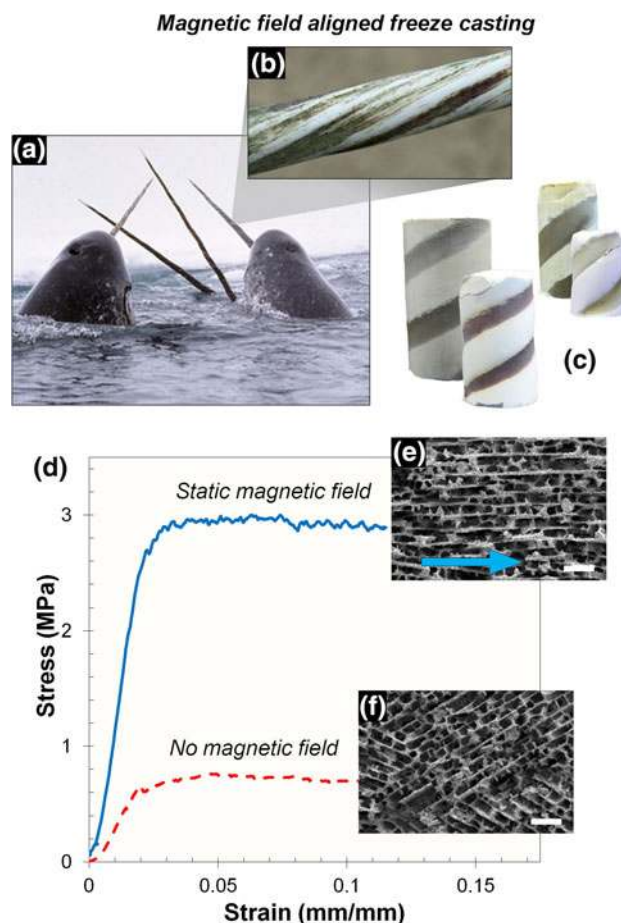 Magnetic field aligned freeze casting
(b)
(a)
(c)
(d)
Static magnetic field
(e)
3
Stress (MPa)
2
(f)
No magnetic field
1
0
0
0.05
0.1
0.15
Strain (mm/mm)